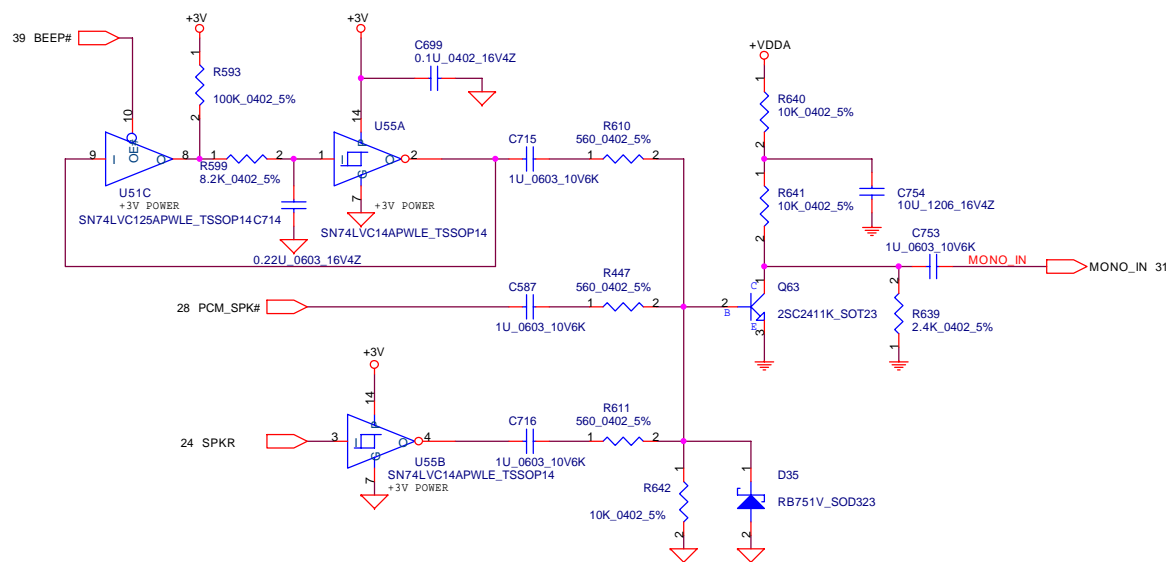 +3V
+3V
39 BEEP#
C699
0.1U_0402_16V4Z
+VDDA
1
R593
100K_0402_5%
1
R640
10K_0402_5%
10
2
14
U55A
2
OE#
P
C715
R610
560_0402_5%
9
I
O
8
1
R599
2
8.2K_0402_5%
1
I
O
2
1
2
1U_0603_10V6K
1
R641
10K_0402_5%
C754
10U_1206_16V4Z
U51C
+3V POWER
SN74LVC125APWLE_TSSOP14
C714
G
7
+3V POWER
SN74LVC14APWLE_TSSOP14
2
C753
1U_0603_10V6K
0.22U_0603_16V4Z
MONO_IN
MONO_IN 31
R447
560_0402_5%
C587
28 PCM_SPK#
1
2
1U_0603_10V6K
2
B
C
1
E
3
Q63
2SC2411K_SOT23
2
R639
2.4K_0402_5%
1
+3V
14
P
R611
560_0402_5%
C716
24 SPKR
3
I
O
4
1
2
1U_0603_10V6K
G
7
U55B
SN74LVC14APWLE_TSSOP14
+3V POWER
1
R642
10K_0402_5%
2
1
D35
RB751V_SOD323
2